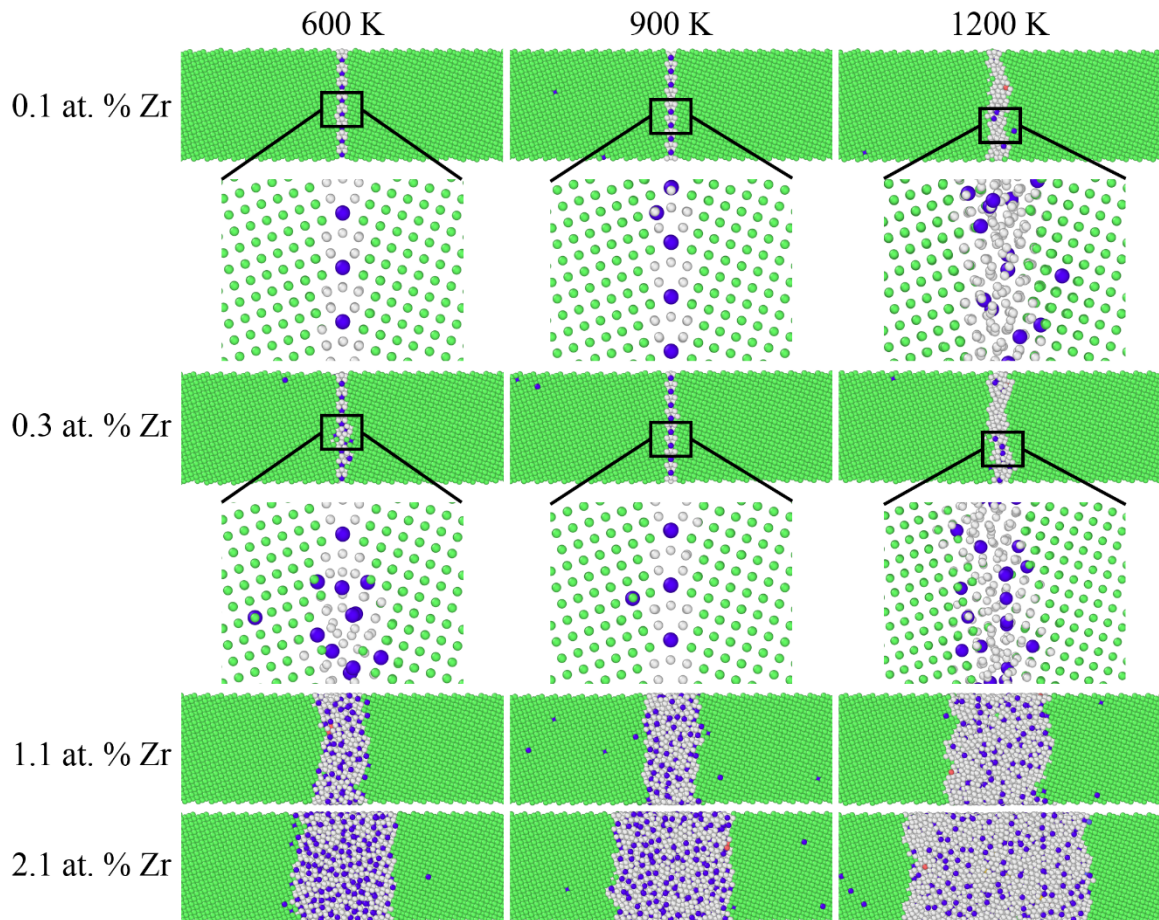 600 K 900 K 1200 K
0.1 at. % Zr
0.3 at. % Zr
1.1 at. % Zr
2.1 at. % Zr